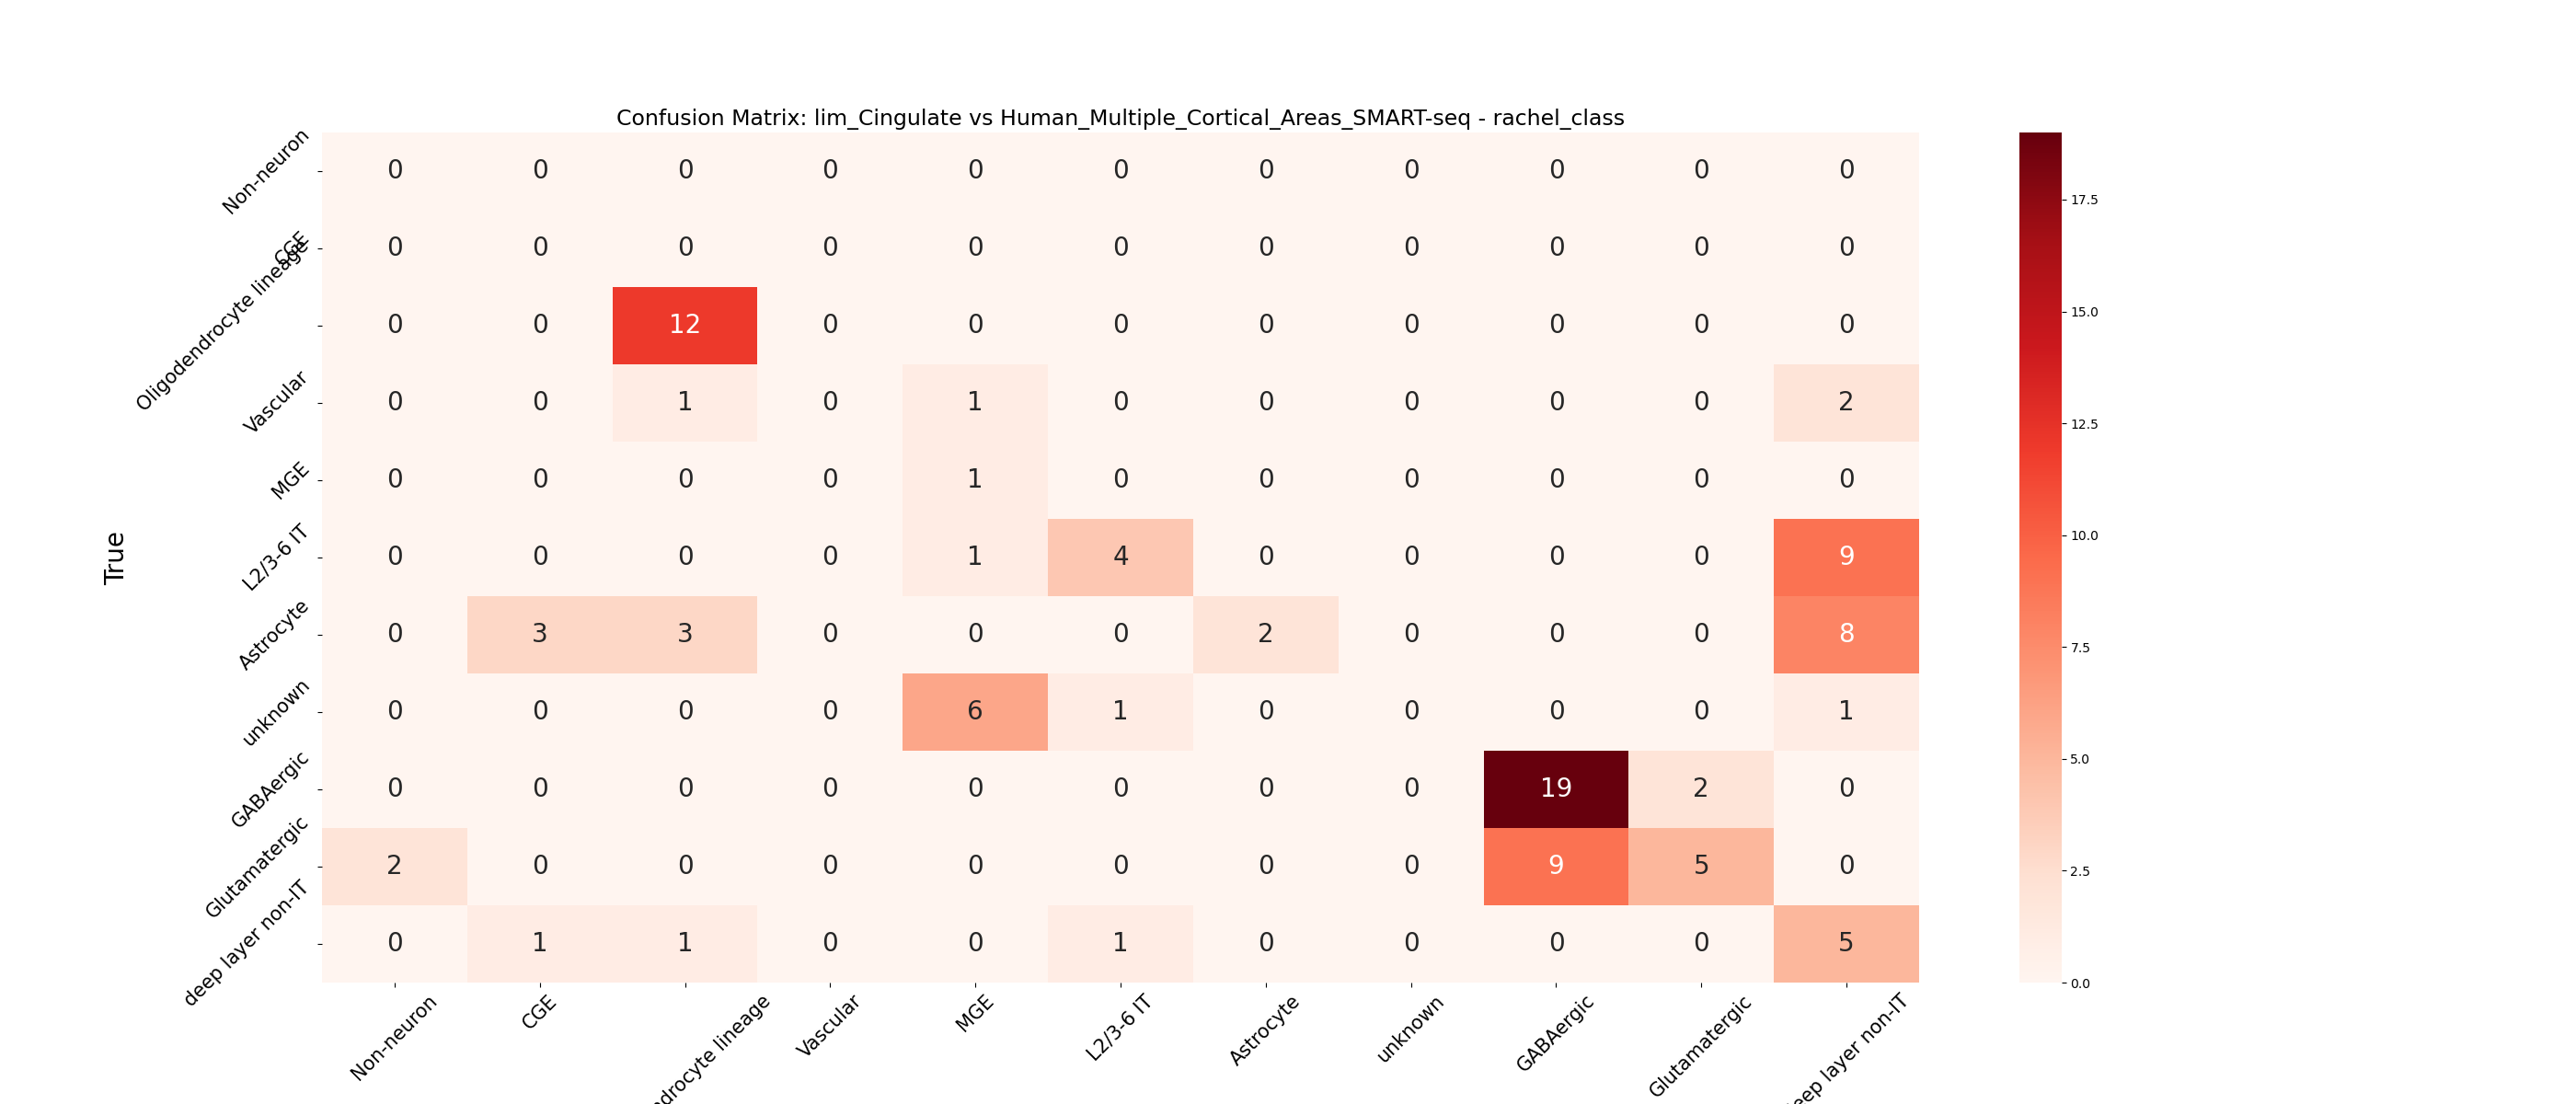 Confusion Matrix: lim_Cingulate vs Human_Multiple_Cortical_Areas_SMART-seq - rachel_class
True
Non-neuron 0 0 0 0 0 0 0 0 0 0 0
CGE 0 0 0 0 0 0 0 0 0 0 0
Oligodendrocyte lineage 0 0 12 0 0 0 0 0 0 0 0
Vascular 0 0 1 0 1 0 0 0 0 0 2
MGE 0 0 0 0 1 0 0 0 0 0 0
L2/3-6 IT 0 0 0 0 1 4 0 0 0 0 9
Astrocyte 0 3 3 0 0 0 2 0 0 0 8
unknown 0 0 0 0 6 1 0 0 0 0 1
GABAergic 0 0 0 0 0 0 0 0 19 2 0
Glutamatergic 2 0 0 0 0 0 0 0 9 5 0
deep layer non-IT 0 1 1 0 0 1 0 0 0 0 5
Non-neuron
CGE
ndrocyte lineage
Vascular
MGE
L2/3-6 IT
Astrocyte
unknown
GABAergic
Glutamatergic
eep layer non-IT
17.5
15.0
12.5
10.0
7.5
5.0
2.5
0.0